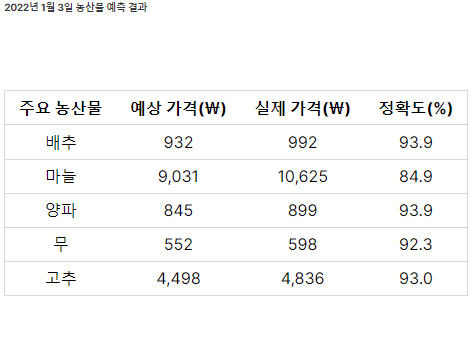 2022년 1월 3일 농산물 예측 결과
주요 농산물 예상 가격(₩) 실제 가격(₩) 정확도(%)
배추 932 992 93.9
마늘 9,031 10,625 84.9
양파 845 899 93.9
무 552 598 92.3
고추 4,498 4,836 93.0